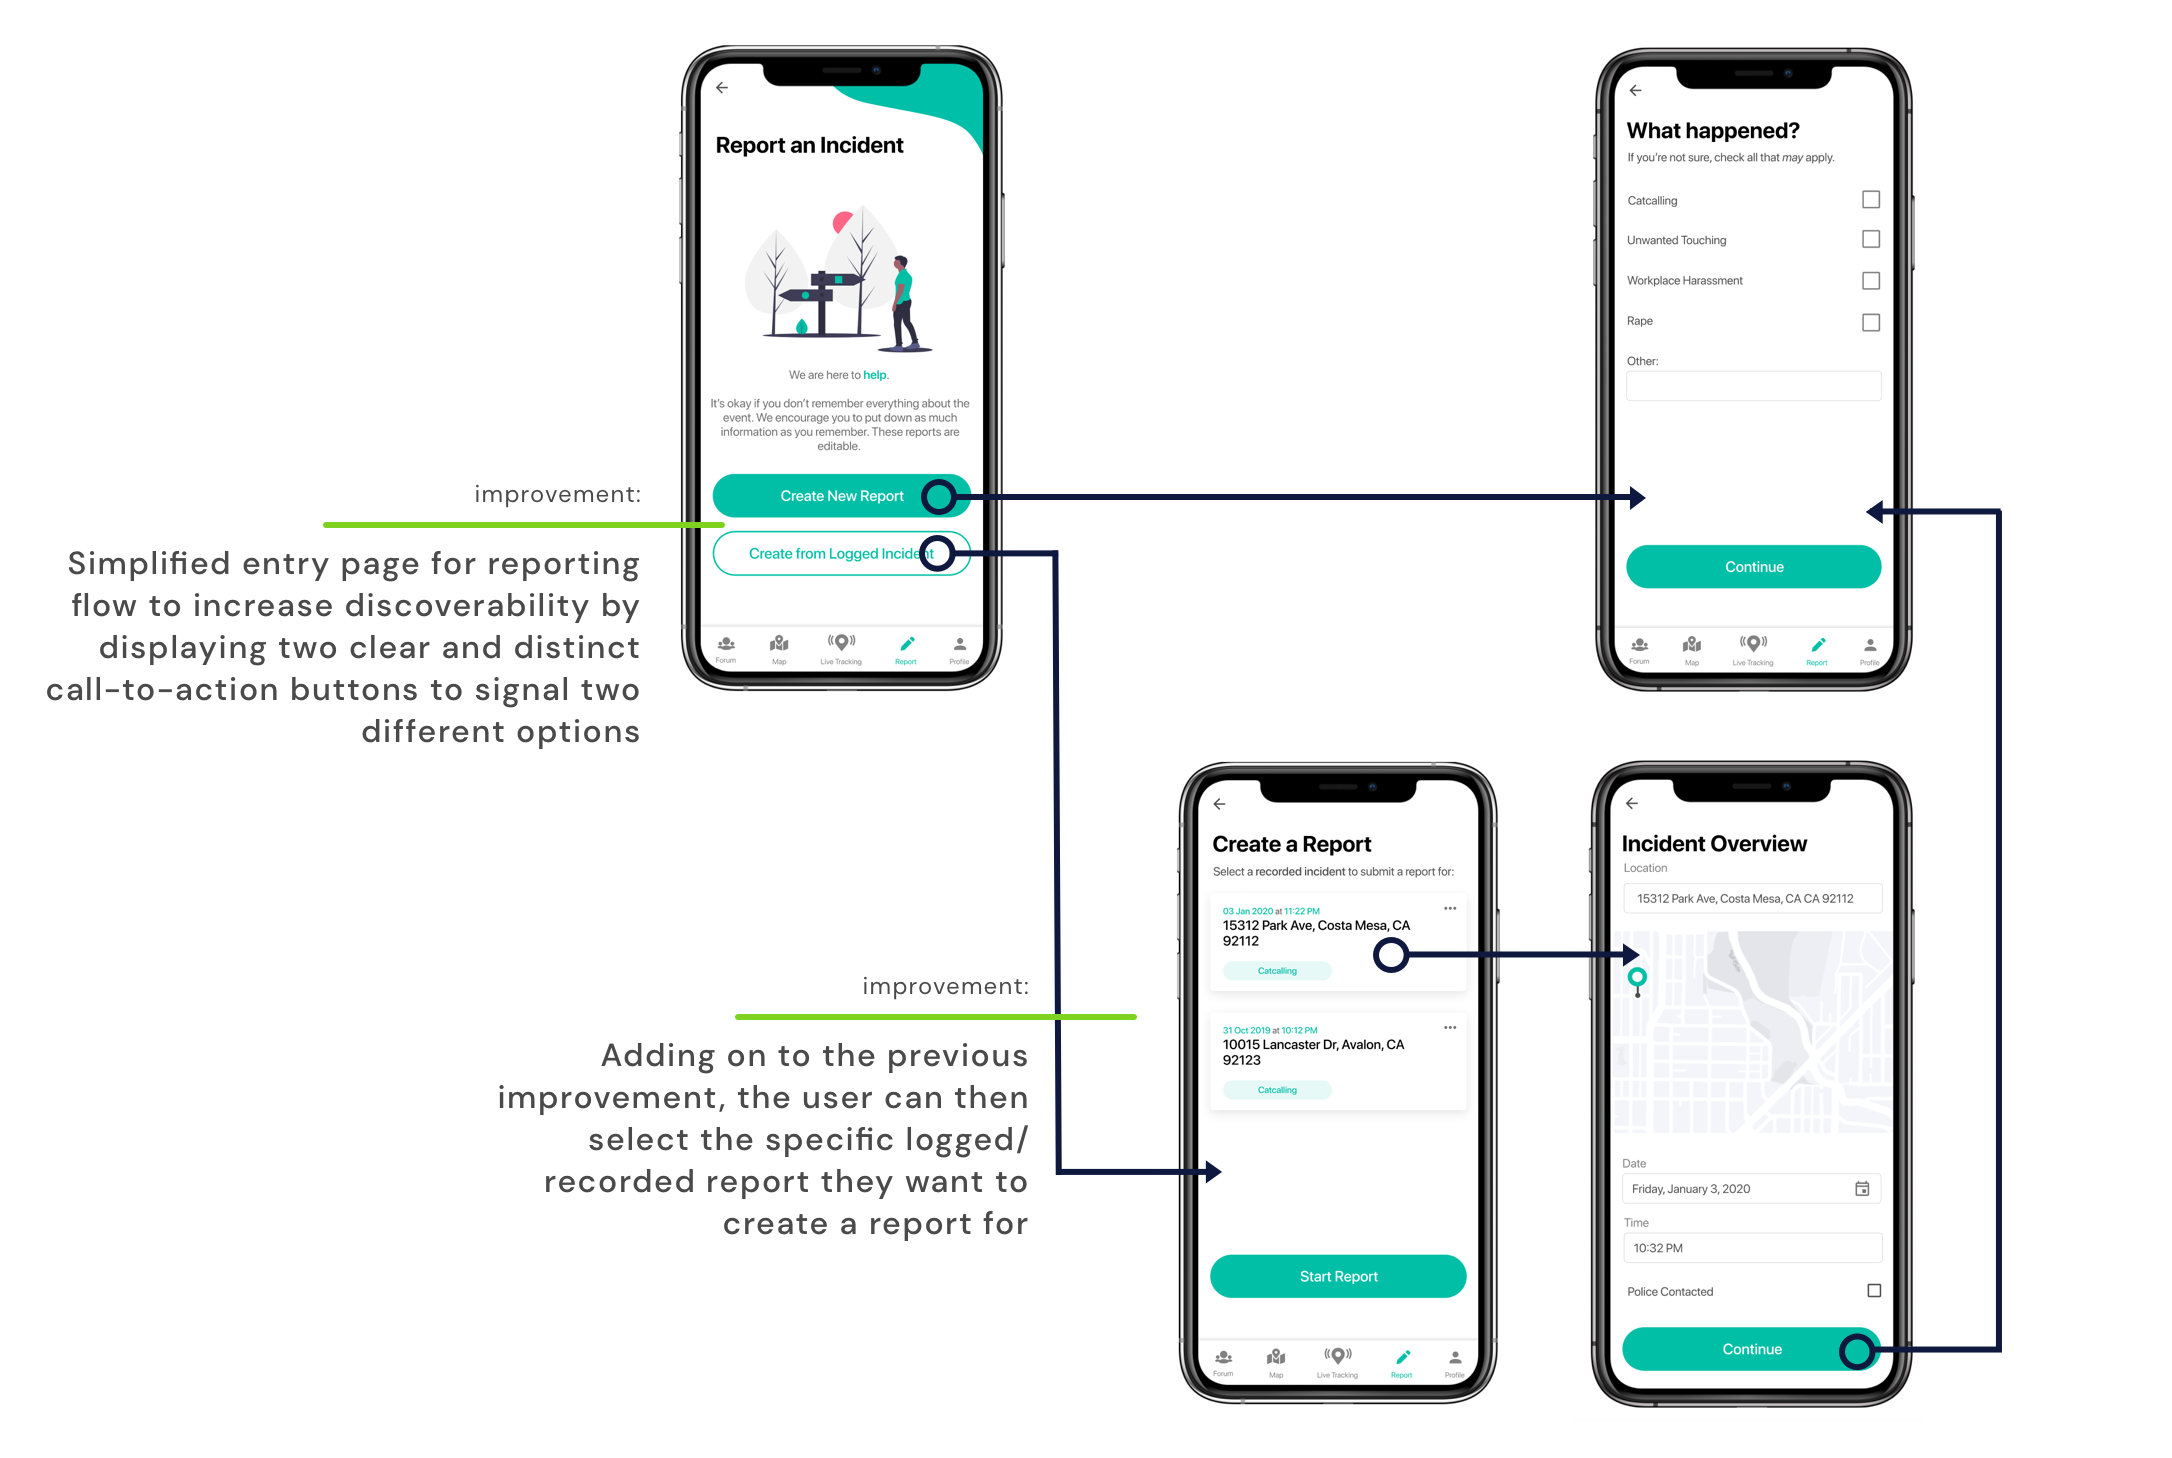 Report an Incident
We are here to help.
It's okay if you don't remember everything about the
event. We encourage you to put down as much
information as you remember. These reports are
editable.
Create New Report
Create from Logged Incident
Forum
Map
Live Tracking
Report
Profile
improvement:
Simplified entry page for reporting
flow to increase discoverability by
displaying two clear and distinct
call-to-action buttons to signal two
different options
What happened?
If you're not sure, check all that may apply.
Catcalling
Unwanted Touching
Workplace Harassment
Rape
Other:
Continue
Forum
Map
Live Tracking
Report
Profile
improvement:
Adding on to the previous
improvement, the user can then
select the specific logged/
recorded report they want to
create a report for
Create a Report
Select a recorded incident to submit a report for:
03 Jan 2020 at 11:22 PM
15312 Park Ave, Costa Mesa, CA
92112
Catcalling
31 Oct 2019 at 10:12 PM
10015 Lancaster Dr, Avalon, CA
92123
Catcalling
Start Report
Forum
Map
Live Tracking
Report
Profile
Incident Overview
Location
15312 Park Ave, Costa Mesa, CA CA 92112
Date
Friday, January 3, 2020
Time
10:32 PM
Police Contacted
Continue